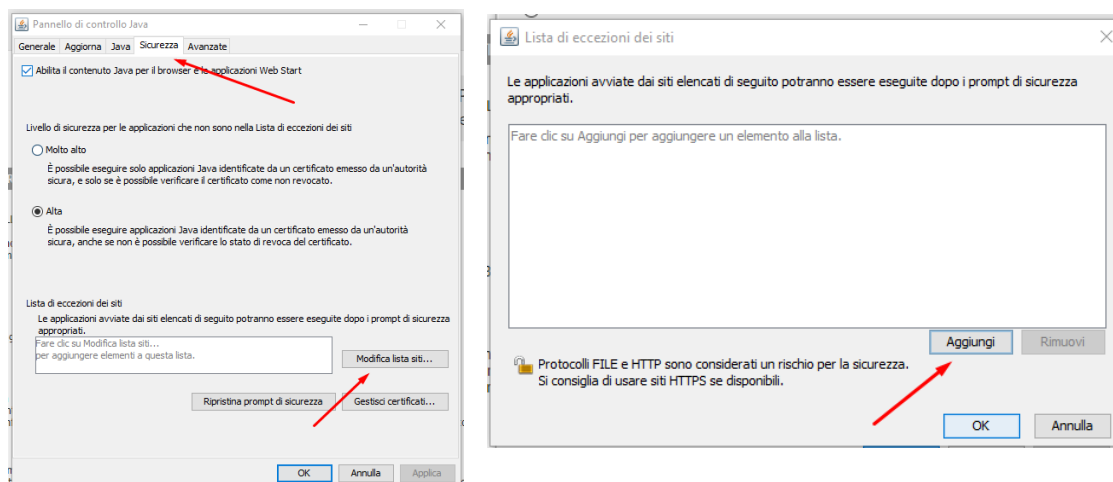 Pannello di controllo Java
Generale Aggiorna Java Sicurezza Avanzate
Abilita il contenuto Java per il browser e le applicazioni Web Start
Livello di sicurezza per le applicazioni che non sono nella Lista di eccezioni dei siti
Molto alto
È possibile eseguire solo applicazioni Java identificate da un certificato emesso da un'autorità
sicura, e solo se è possibile verificare il certificato come non revocato.
Alta
È possibile eseguire applicazioni Java identificate da un certificato emesso da un'autorità
sicura, anche se non è possibile verificare lo stato di revoca del certificato.
Lista di eccezioni dei siti
Le applicazioni avviate dai siti elencati di seguito potranno essere eseguite dopo i prompt di sicurezza
appropriati.
Fare clic su Modifica lista siti...
per aggiungere elementi a questa lista.
Modifica lista siti...
Ripristina prompt di sicurezza Gestisci certificati...
OK Annulla Applica
Lista di eccezioni dei siti
Le applicazioni avviate dai siti elencati di seguito potranno essere eseguite dopo i prompt di sicurezza
appropriati.
Fare clic su Aggiungi per aggiungere un elemento alla lista.
Aggiungi Rimuovi
Protocolli FILE e HTTP sono considerati un rischio per la sicurezza.
Si consiglia di usare siti HTTPS se disponibili.
OK Annulla